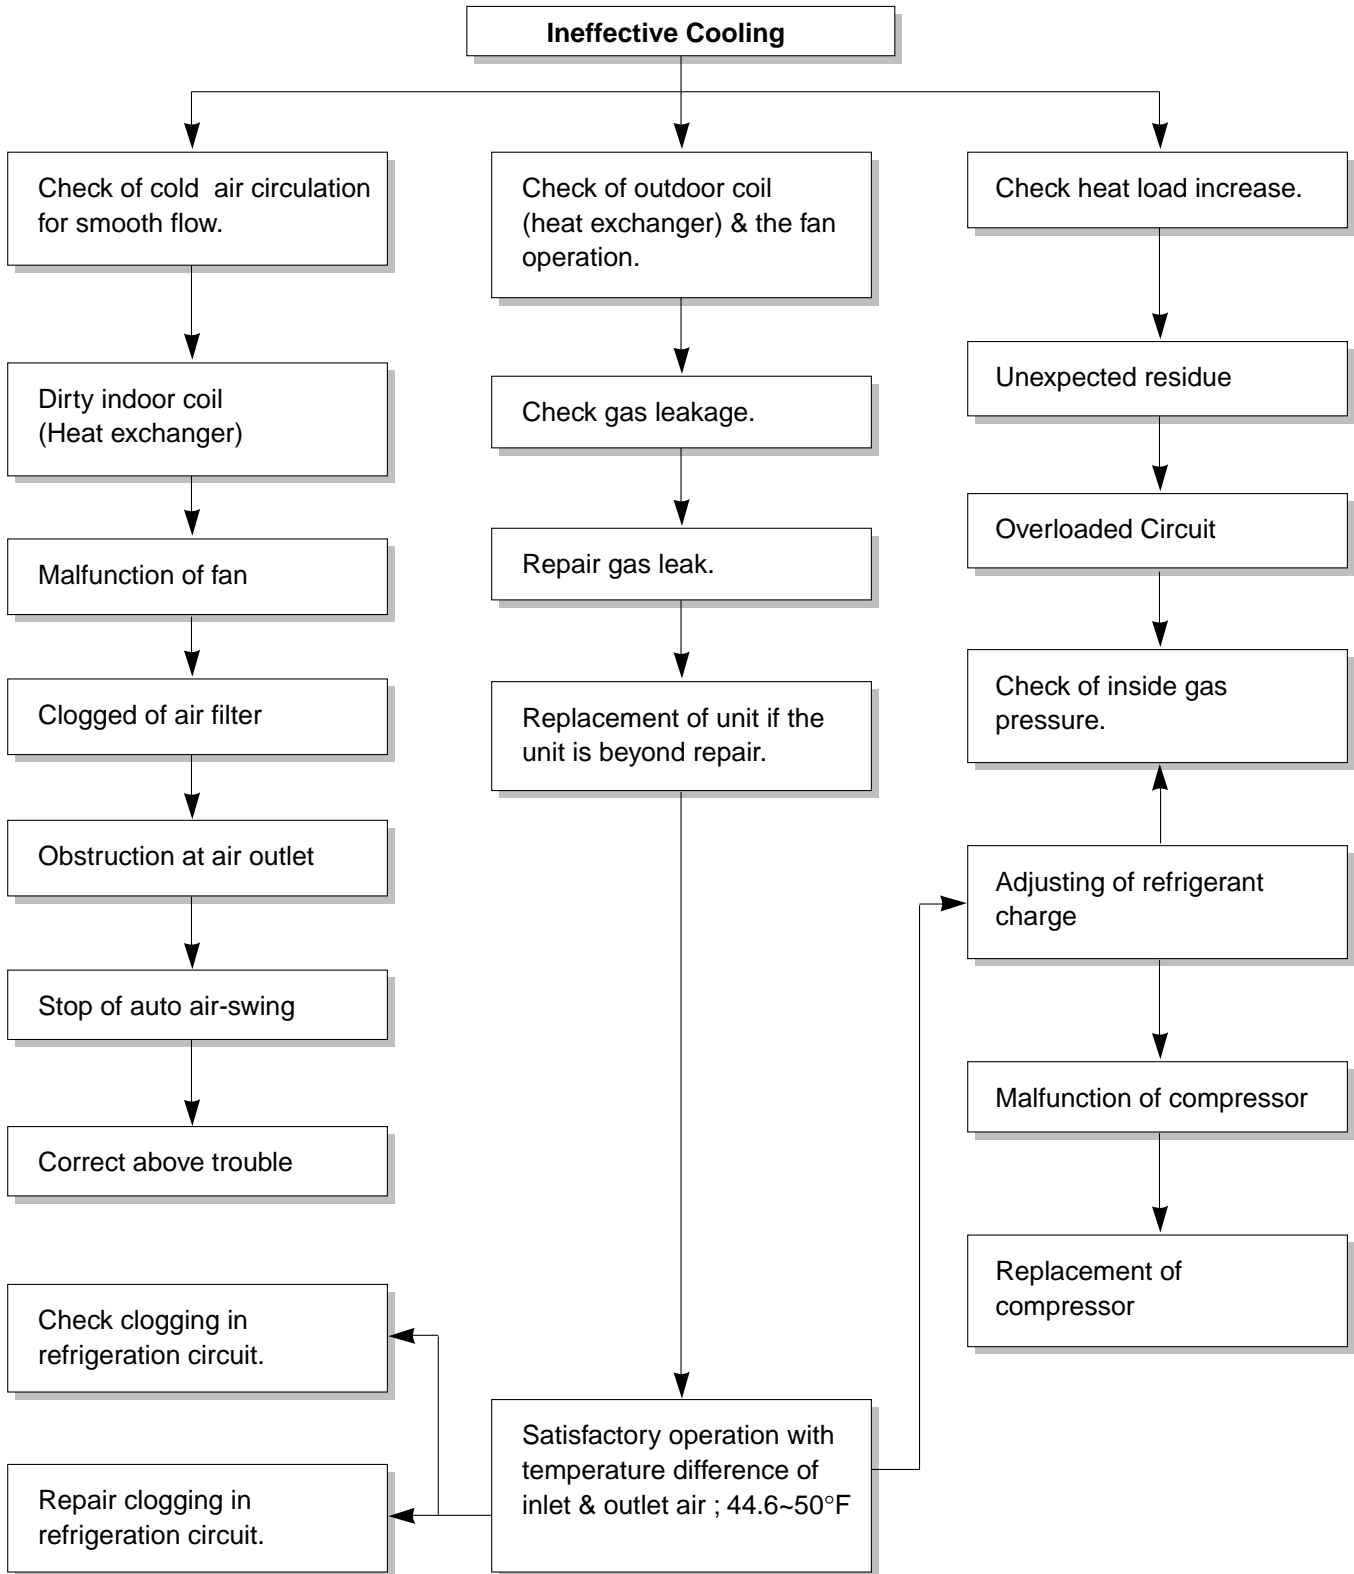 Ineffective Cooling
Check of cold air circulation
for smooth flow.
Dirty indoor coil
(Heat exchanger)
Malfunction of fan
Clogged of air filter
Obstruction at air outlet
Stop of auto air-swing
Correct above trouble
Check clogging in
refrigeration circuit.
Repair clogging in
refrigeration circuit.
Check of outdoor coil
(heat exchanger) & the fan
operation.
Check gas leakage.
Repair gas leak.
Replacement of unit if the
unit is beyond repair.
Satisfactory operation with
temperature difference of
inlet & outlet air ; 44.6~50°F
Check heat load increase.
Unexpected residue
Overloaded Circuit
Check of inside gas
pressure.
Adjusting of refrigerant
charge
Malfunction of compressor
Replacement of
compressor